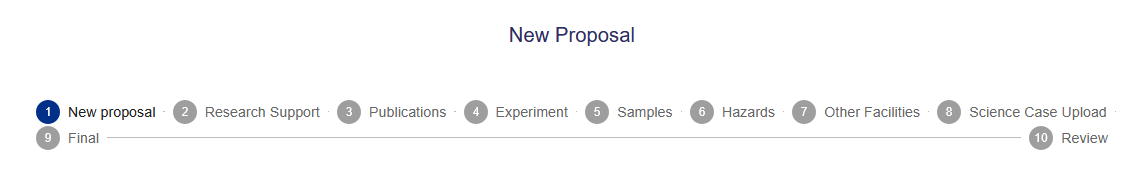 New Proposal
1 New proposal 2 Research Support 3 Publications 4 Experiment 5 Samples 6 Hazards 7 Other Facilities 8 Science Case Upload
9 Final 10 Review